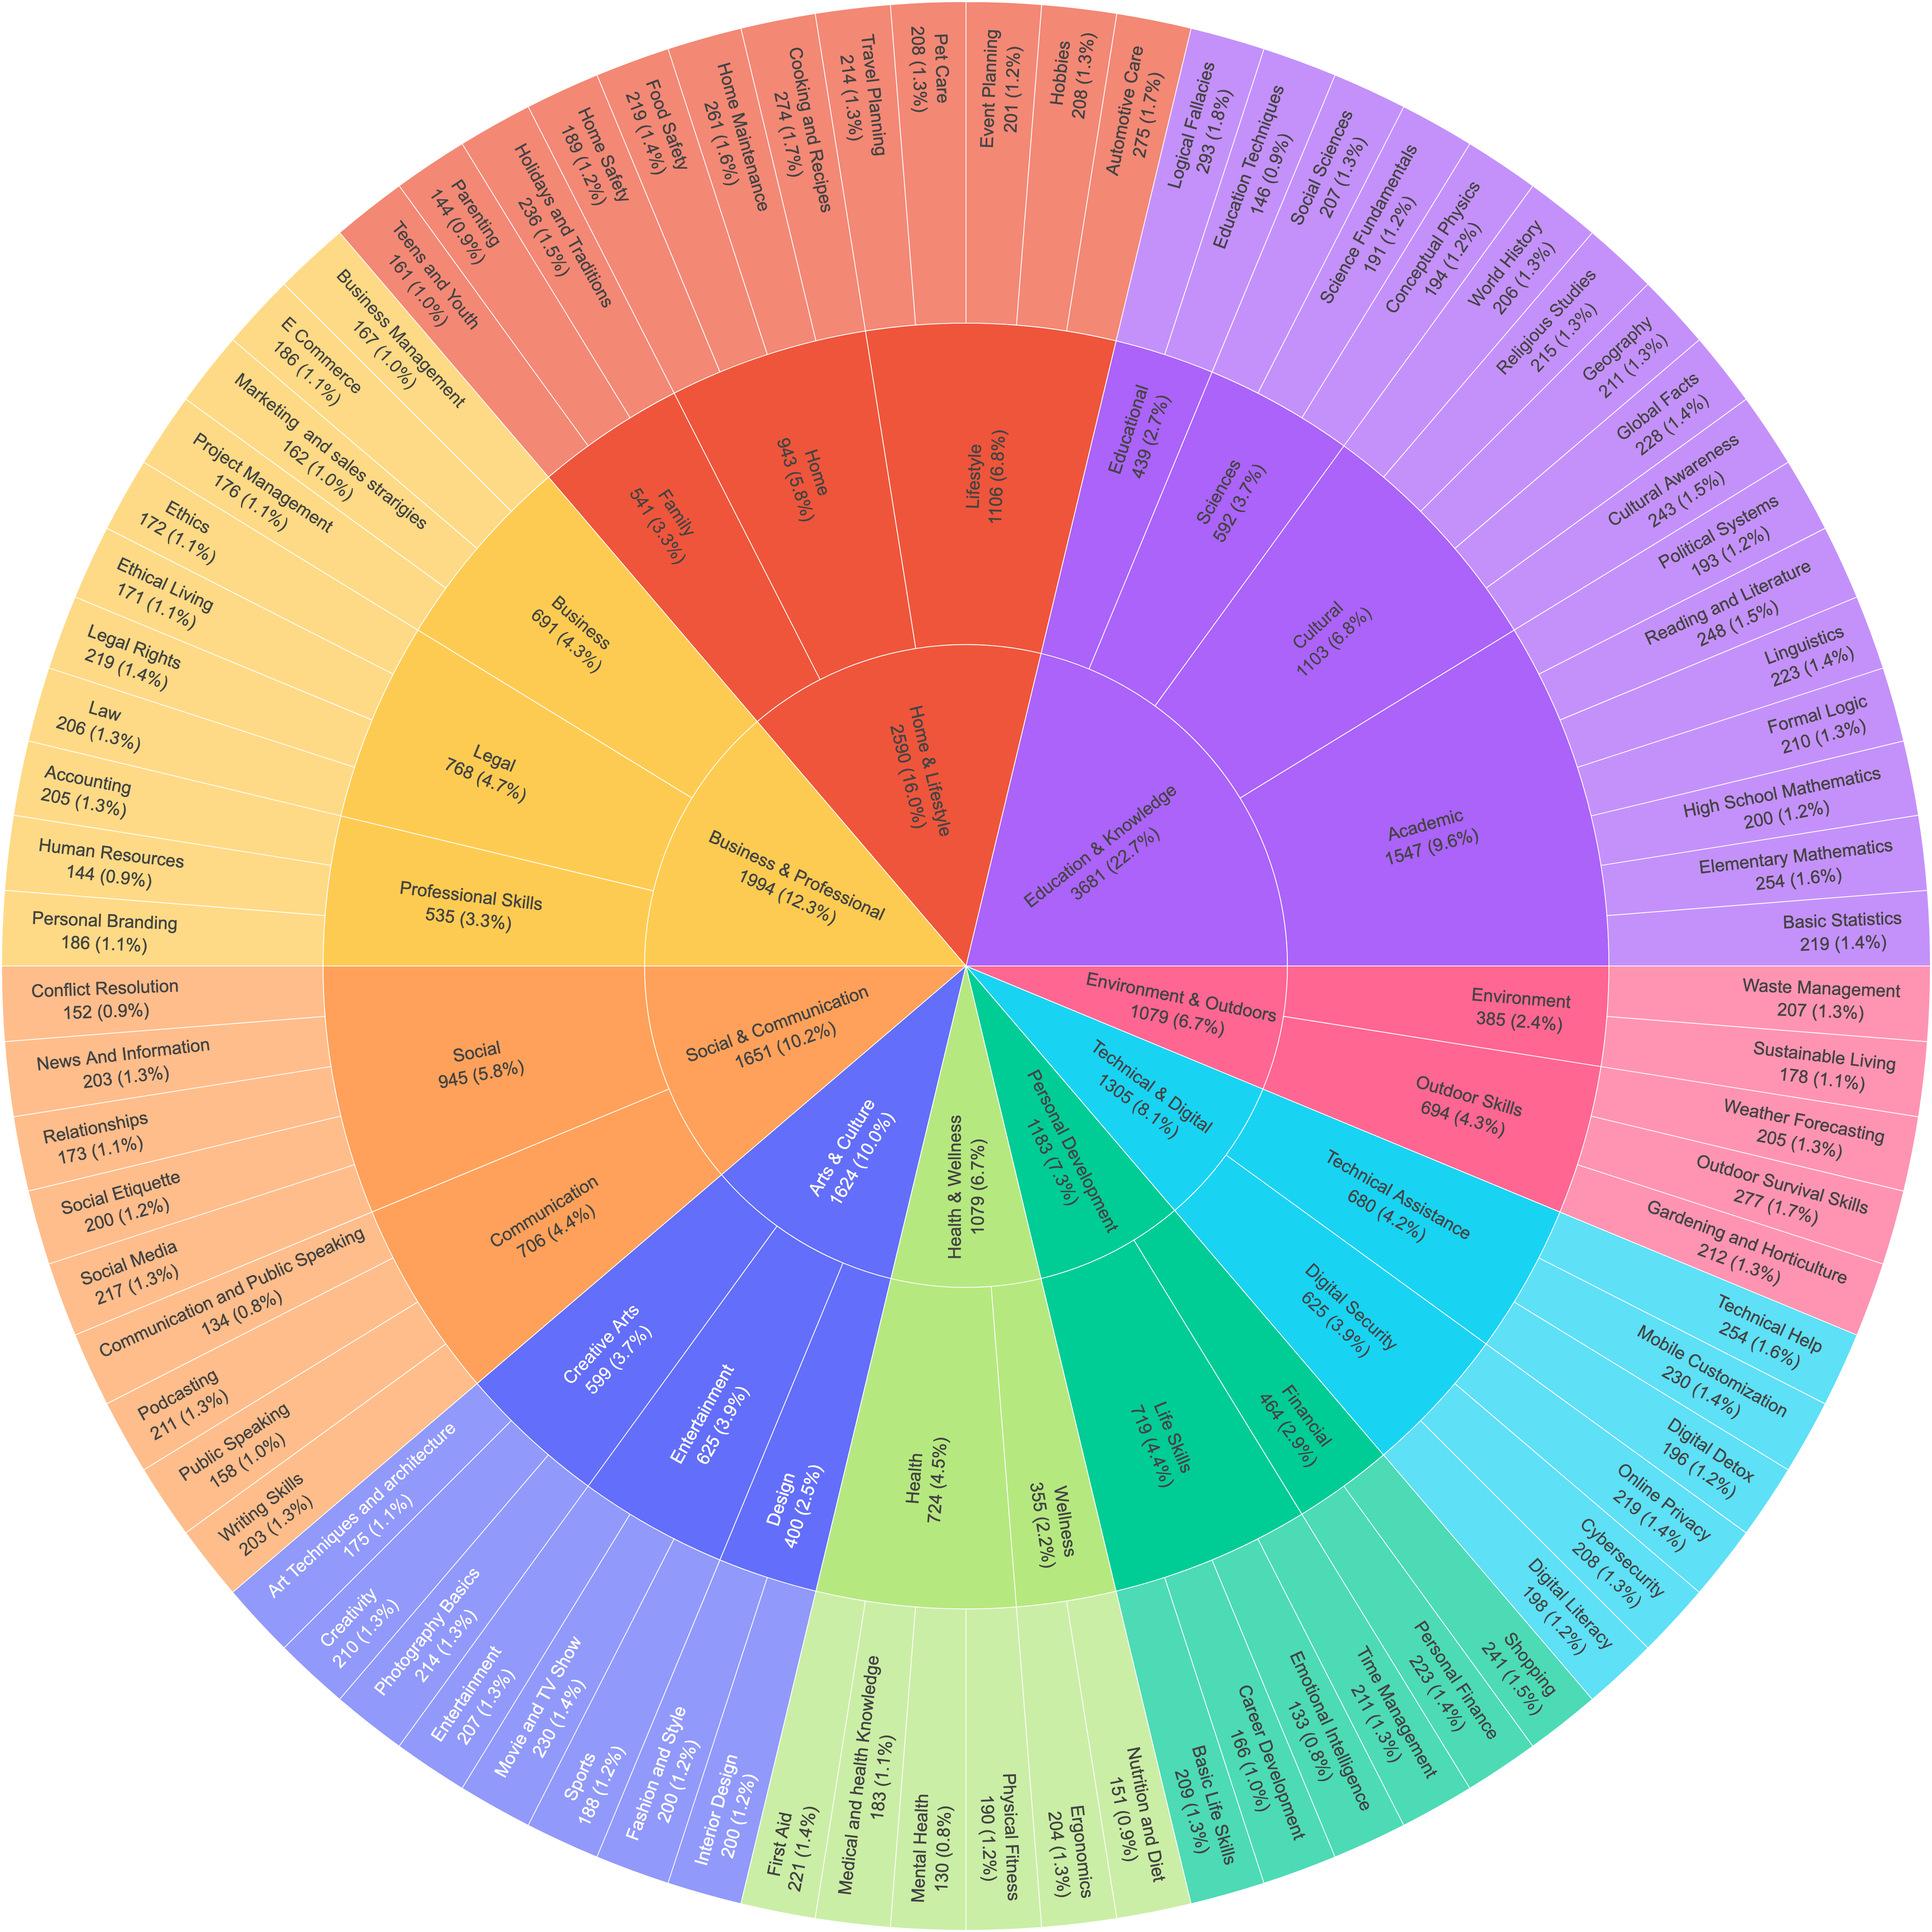 Home & Lifestyle
2590 (16.0%)
Education & Knowledge
3681 (22.7%)
Environment & Outdoors
1079 (6.7%)
Technical & Digital
1305 (8.1%)
Personal Development
1183 (7.3%)
Health & Wellness
1079 (6.7%)
Arts & Culture
1624 (10.0%)
Social & Communication
1651 (10.2%)
Business & Professional
1994 (12.3%)
Family
541 (3.3%)
Home
943 (5.8%)
Lifestyle
1106 (6.8%)
Educational
439 (2.7%)
Sciences
592 (3.7%)
Cultural
1103 (6.8%)
Academic
1547 (9.6%)
Environment
385 (2.4%)
Outdoor Skills
694 (4.3%)
Technical Assistance
680 (4.2%)
Digital Security
625 (3.9%)
Financial
464 (2.9%)
Life Skills
719 (4.4%)
Wellness
355 (2.2%)
Health
724 (4.5%)
Design
400 (2.5%)
Entertainment
625 (3.9%)
Creative Arts
599 (3.7%)
Communication
706 (4.4%)
Social
945 (5.8%)
Professional Skills
535 (3.3%)
Legal
768 (4.7%)
Business
691 (4.3%)
Teens and Youth
161 (1.0%)
Parenting
144 (0.9%)
Holidays and Traditions
236 (1.5%)
Home Safety
189 (1.2%)
Food Safety
219 (1.4%)
Home Maintenance
261 (1.6%)
Cooking and Recipes
274 (1.7%)
Travel Planning
214 (1.3%)
Pet Care
208 (1.3%)
Event Planning
201 (1.2%)
Hobbies
208 (1.3%)
Automotive Care
275 (1.7%)
Logical Fallacies
293 (1.8%)
Education Techniques
146 (0.9%)
Social Sciences
207 (1.3%)
Science Fundamentals
191 (1.2%)
Conceptual Physics
194 (1.2%)
World History
206 (1.3%)
Religious Studies
215 (1.3%)
Geography
211 (1.3%)
Global Facts
228 (1.4%)
Cultural Awareness
243 (1.5%)
Political Systems
193 (1.2%)
Reading and Literature
248 (1.5%)
Linguistics
223 (1.4%)
Formal Logic
210 (1.3%)
High School Mathematics
200 (1.2%)
Elementary Mathematics
254 (1.6%)
Basic Statistics
219 (1.4%)
Waste Management
207 (1.3%)
Sustainable Living
178 (1.1%)
Weather Forecasting
205 (1.3%)
Outdoor Survival Skills
277 (1.7%)
Gardening and Horticulture
212 (1.3%)
Technical Help
254 (1.6%)
Mobile Customization
230 (1.4%)
Digital Detox
196 (1.2%)
Online Privacy
219 (1.4%)
Cybersecurity
208 (1.3%)
Digital Literacy
198 (1.2%)
Shopping
241 (1.5%)
Personal Finance
223 (1.4%)
Time Management
211 (1.3%)
Emotional Intelligence
133 (0.8%)
Career Development
166 (1.0%)
Basic Life Skills
209 (1.3%)
Nutrition and Diet
151 (0.9%)
Ergonomics
204 (1.3%)
Physical Fitness
190 (1.2%)
Mental Health
130 (0.8%)
Medical and health Knowledge
183 (1.1%)
First Aid
221 (1.4%)
Interior Design
200 (1.2%)
Fashion and Style
200 (1.2%)
Sports
188 (1.2%)
Movie and TV Show
230 (1.4%)
Entertainment
207 (1.3%)
Photography Basics
214 (1.3%)
Creativity
210 (1.3%)
Art Techniques and architecture
175 (1.1%)
Writing Skills
203 (1.3%)
Public Speaking
158 (1.0%)
Podcasting
211 (1.3%)
Communication and Public Speaking
134 (0.8%)
Social Media
217 (1.3%)
Social Etiquette
200 (1.2%)
Relationships
173 (1.1%)
News And Information
203 (1.3%)
Conflict Resolution
152 (0.9%)
Personal Branding
186 (1.1%)
Human Resources
144 (0.9%)
Accounting
205 (1.3%)
Law
206 (1.3%)
Legal Rights
219 (1.4%)
Ethical Living
171 (1.1%)
Ethics
172 (1.1%)
Project Management
176 (1.1%)
Marketing  and sales strarigies
162 (1.0%)
E Commerce
186 (1.1%)
Business Management
167 (1.0%)